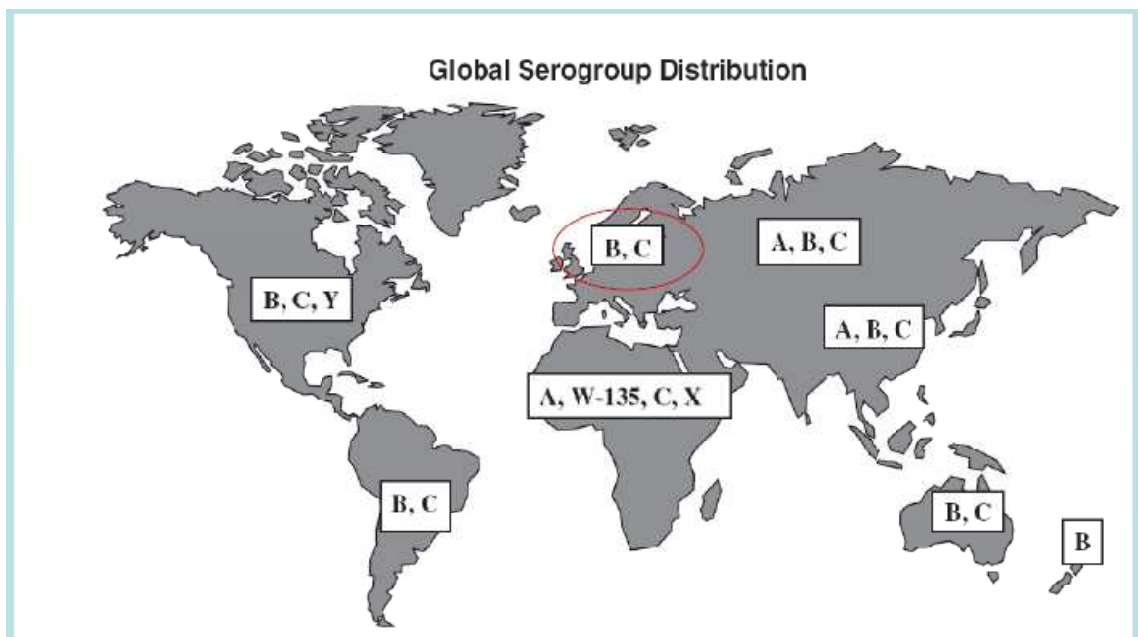 Global Serogroup Distribution
B, C
A, B, C
B, C, Y
A, B, C
A, W-135, C, X
B, C
B, C
B